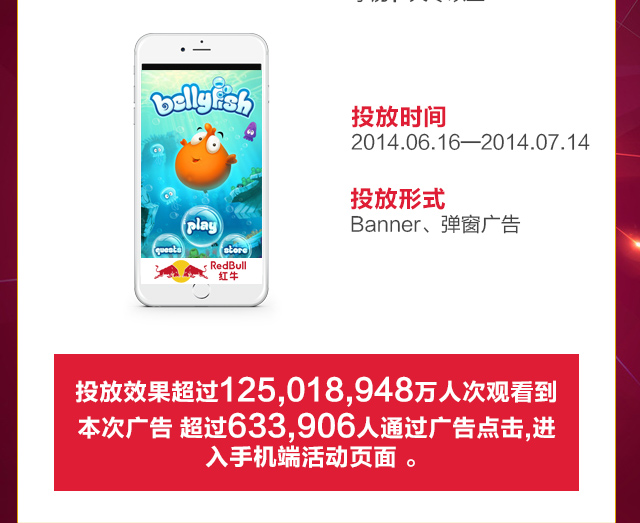 bellyfish
play
quests
store
RedBull
红牛
投放时间
2014.06.16—2014.07.14
投放形式
Banner、弹窗广告
投放效果超过125,018,948万人次观看到
本次广告 超过633,906人通过广告点击,进
入手机端活动页面 。